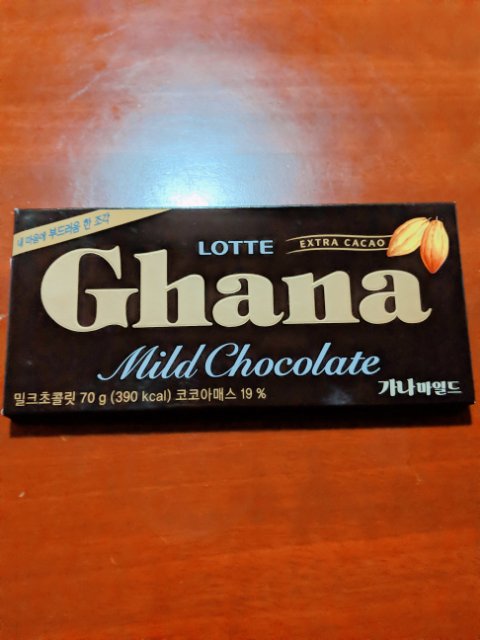 내 마음에 부드러움 한 조각
LOTTE
EXTRA CACAO
Ghana
Mild Chocolate
가나마일드
밀크초콜릿 70 g (390 kcal) 코코아매스 19 %